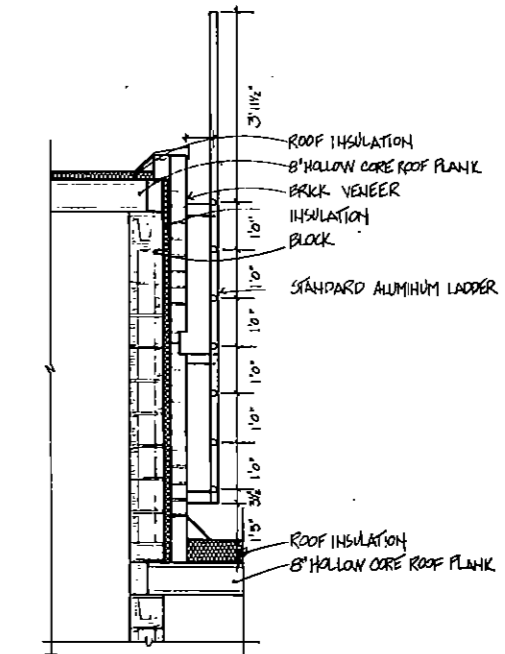 3'11½"
ROOF INSULATION
8"HOLLOW CORE ROOF PLANK
BRICK VENEER
INSULATION
BLOCK
STANDARD ALUMINUM LADDER
1'0"
1'0"
1'0"
1'0"
1'0"
1'0"
3½"
1'5"
ROOF INSULATION
8"HOLLOW CORE ROOF PLANK